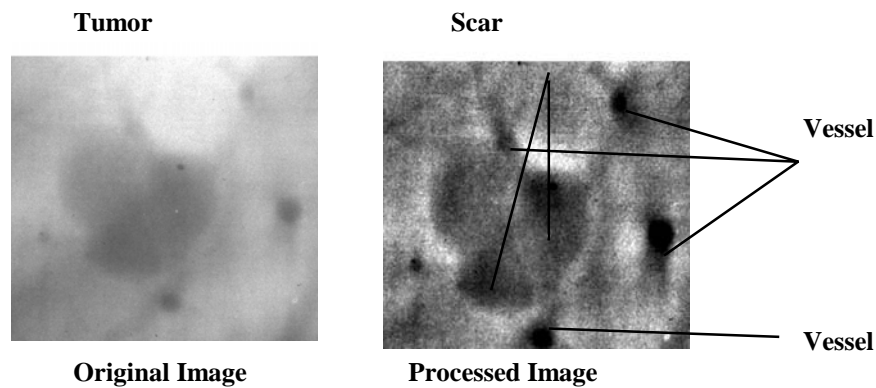 Tumor
Scar
Vessel
Vessel
Original Image
Processed Image